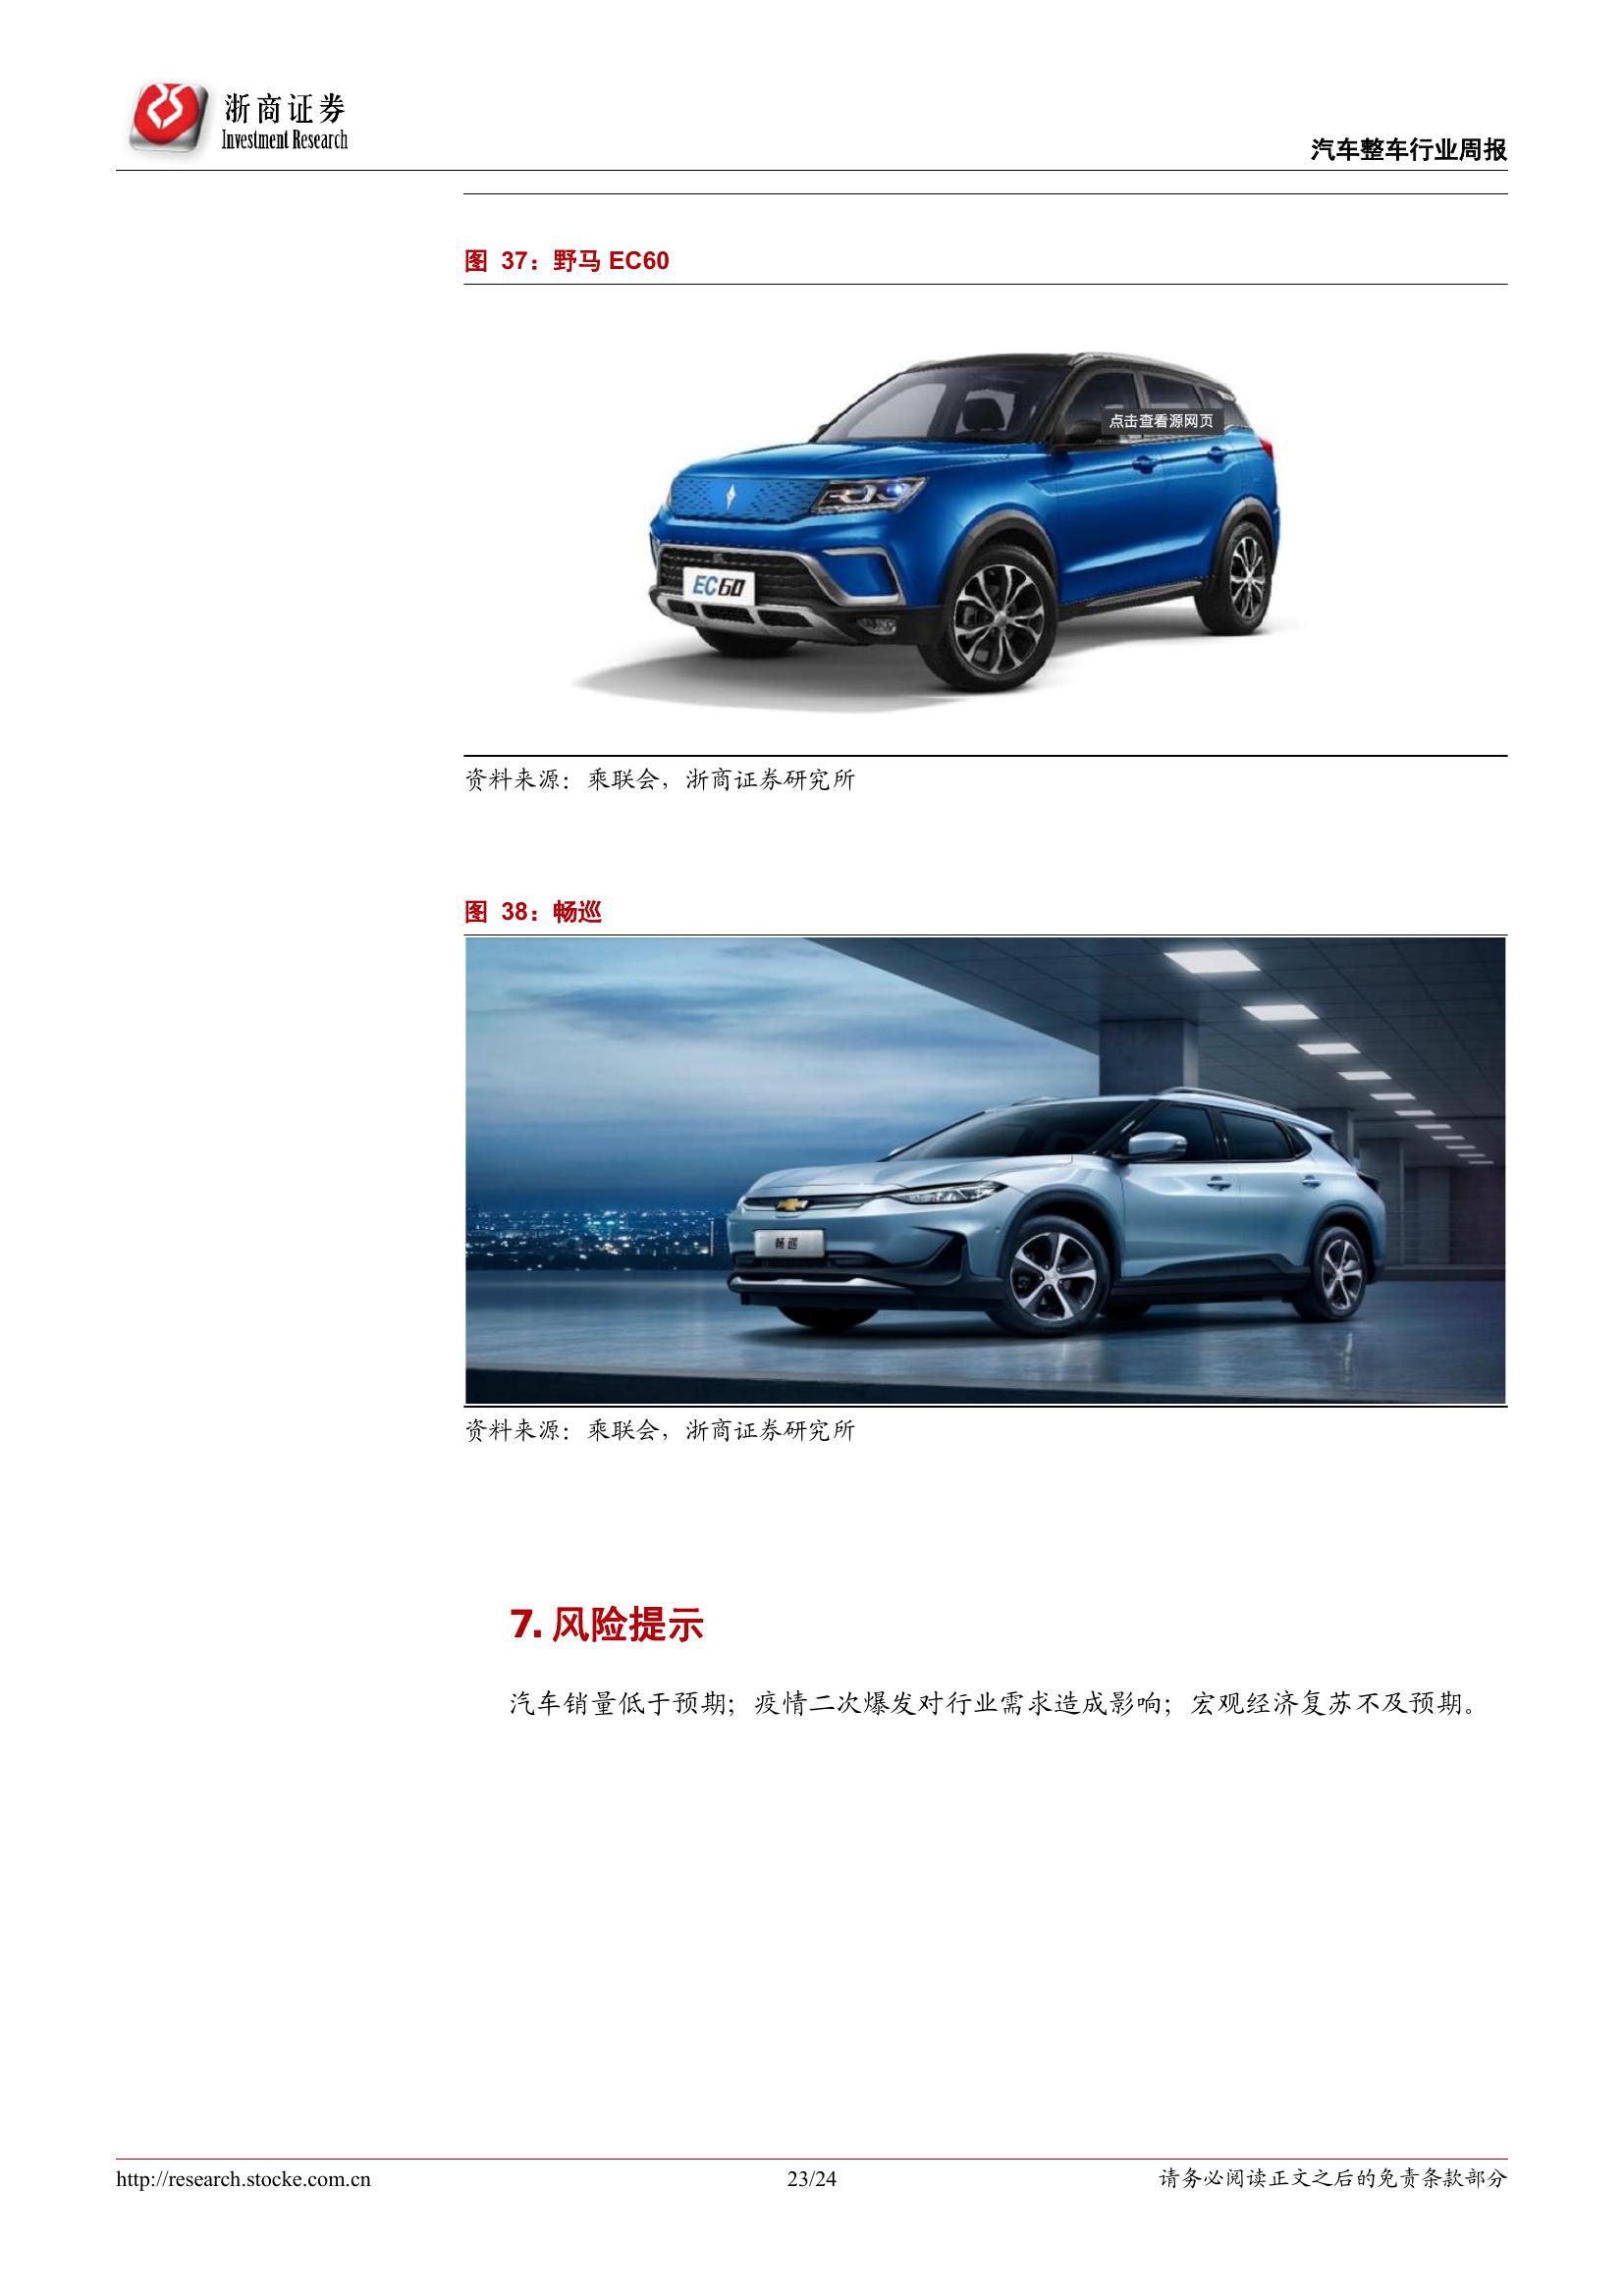 浙商证券
Investment Research
汽车整车行业周报
图 37：野马 EC60
点击查看源网页
EC60
资料来源：乘联会，浙商证券研究所
图 38：畅巡
畅巡
资料来源：乘联会，浙商证券研究所
7. 风险提示
汽车销量低于预期；疫情二次爆发对行业需求造成影响；宏观经济复苏不及预期。
http://research.stocke.com.cn
23/24
请务必阅读正文之后的免责条款部分